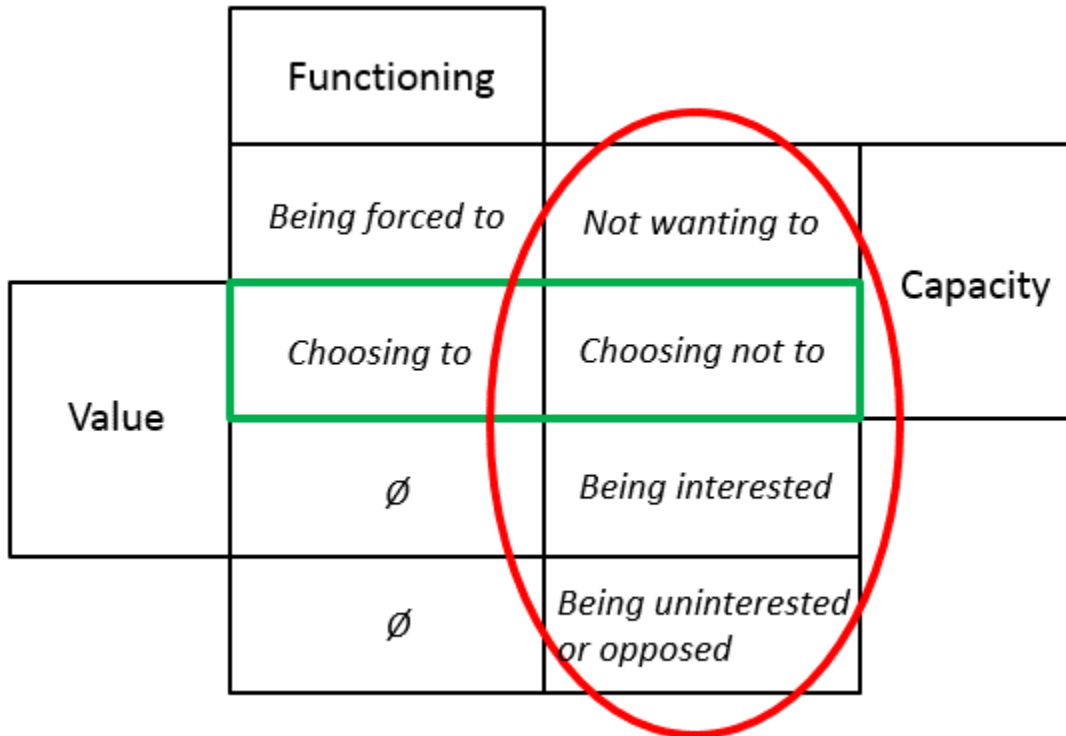 Functioning
Being forced to
Not wanting to
Capacity
Value
Choosing to
Choosing not to
Ø
Being interested
Ø
Being uninterested
or opposed